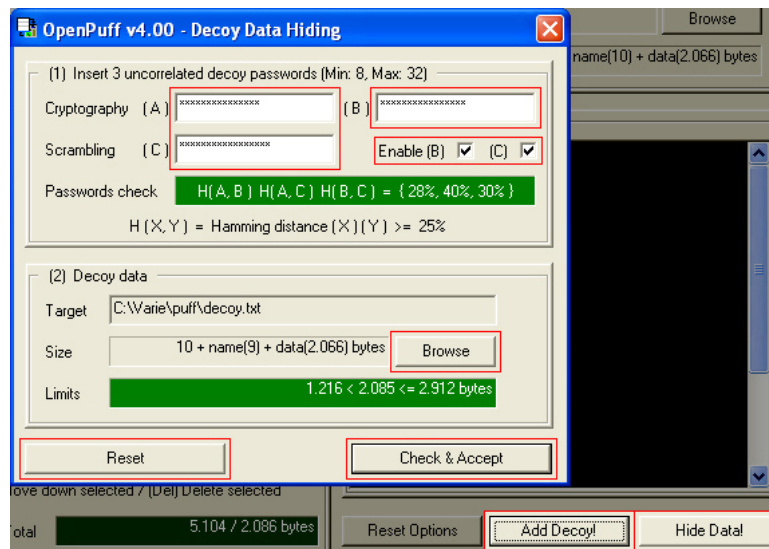 OpenPuff v4.00 - Decoy Data Hiding
Browse
name(10) + data(2.066) bytes
(1) Insert 3 uncorrelated decoy passwords (Min: 8, Max: 32)
Cryptography (A) *************** (B) ****************
Scrambling (C) ***************** Enable (B) (C)
Passwords check H(A, B) H(A, C) H(B, C) = { 28%, 40%, 30% }
H (X, Y) = Hamming distance (X)(Y) >= 25%
(2) Decoy data
Target C:\Varie\puff\decoy.txt
Size 10 + name(9) + data(2.066) bytes Browse
Limits 1.216 < 2.085 <= 2.912 bytes
Reset Check & Accept
Move down selected / (Del) Delete selected
Total 5.104 / 2.086 bytes Reset Options Add Decoy! Hide Data!